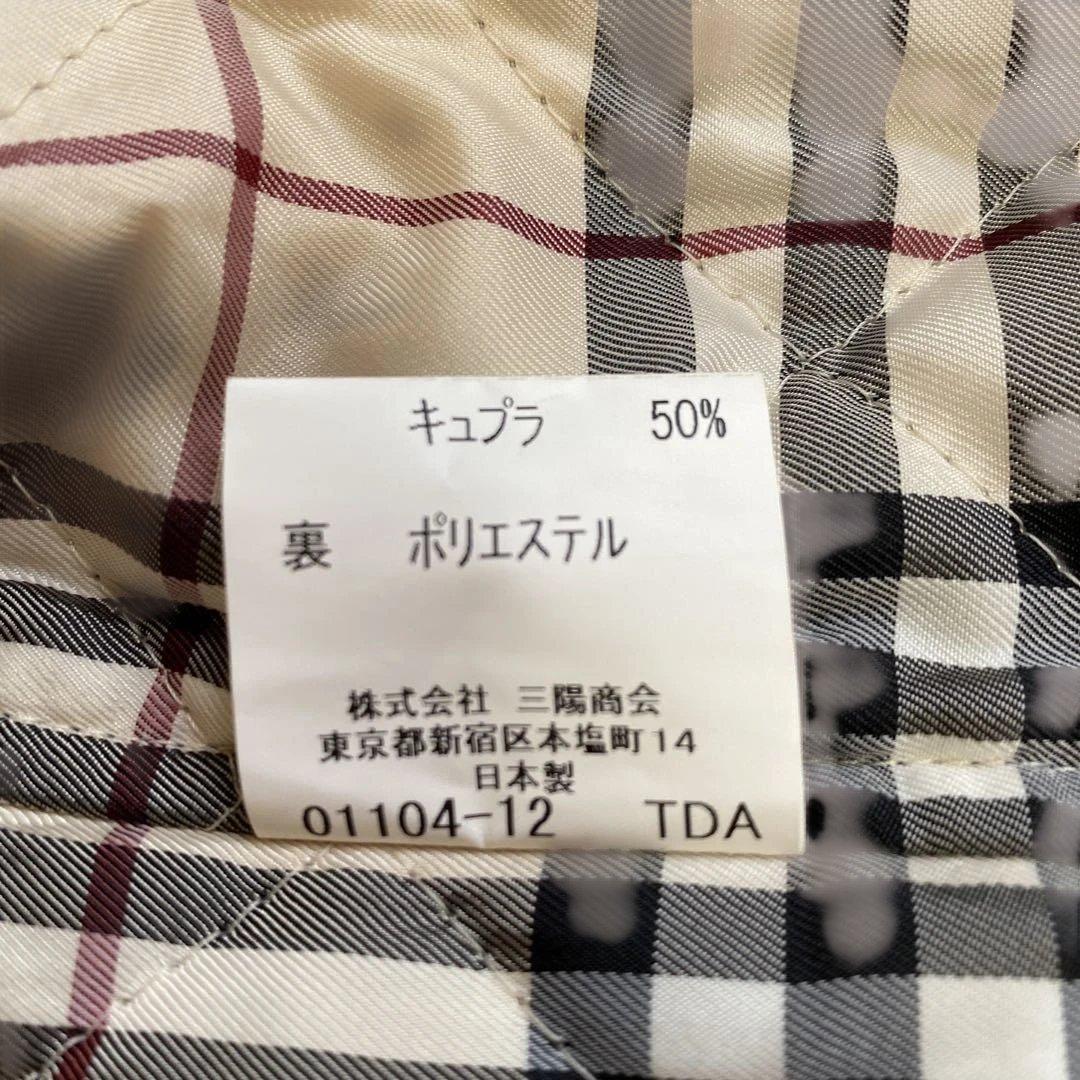 キュプラ 50%
裏 ポリエステル
株式会社 三陽商会
東京都新宿区本塩町14
日本製
01104-12 TDA